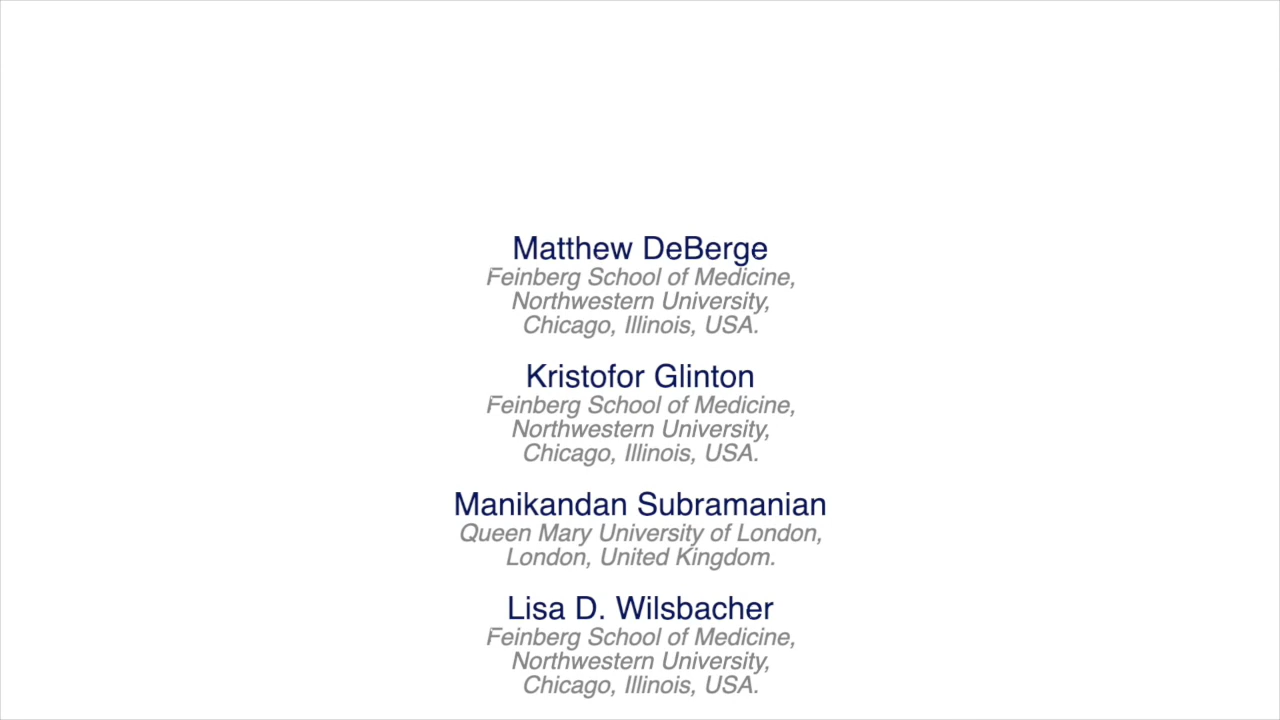 Matthew DeBerge
Feinberg School of Medicine,
Northwestern University,
Chicago, Illinois, USA.
Kristofor Glinton
Feinberg School of Medicine,
Northwestern University,
Chicago, Illinois, USA.
Manikandan Subramanian
Queen Mary University of London,
London, United Kingdom.
Lisa D. Wilsbacher
Feinberg School of Medicine,
Northwestern University,
Chicago, Illinois, USA.